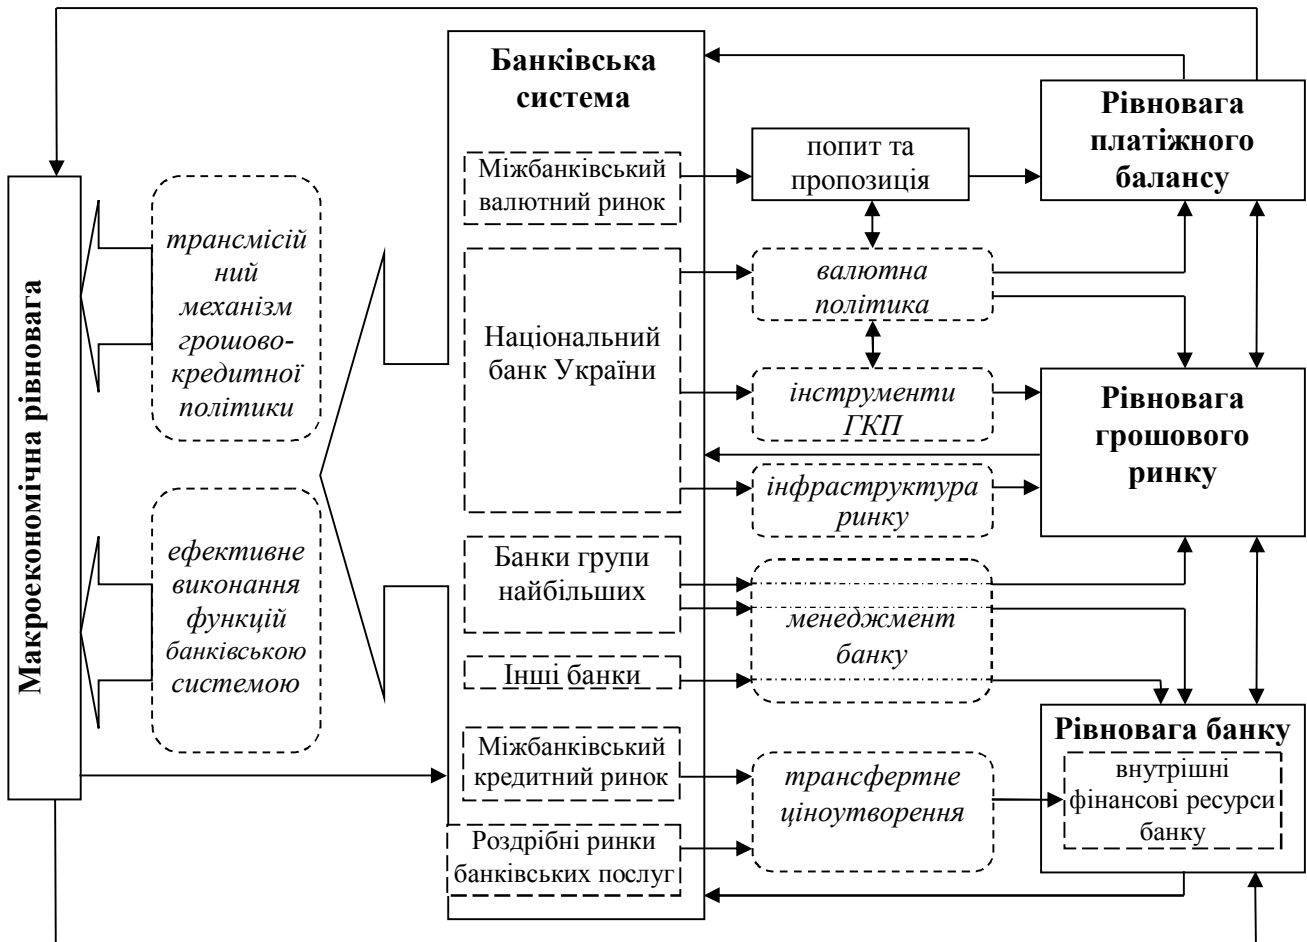 Макроекономічна рівновага
трансмісій
ний
механізм
грошово-
кредитної
політики
ефективне
виконання
функцій
банківською
системою
Банківська
система
Міжбанківський
валютний ринок
Національний
банк України
Банки групи
найбільших
Інші банки
Міжбанківський
кредитний ринок
Роздрібні ринки
банківських послуг
попит та
пропозиція
валютна
політика
інструменти
ГКП
інфраструктура
ринку
менеджмент
банку
трансфертне
ціноутворення
Рівновага
платіжного
балансу
Рівновага
грошового
ринку
Рівновага банку
внутрішні
фінансові ресурси
банку